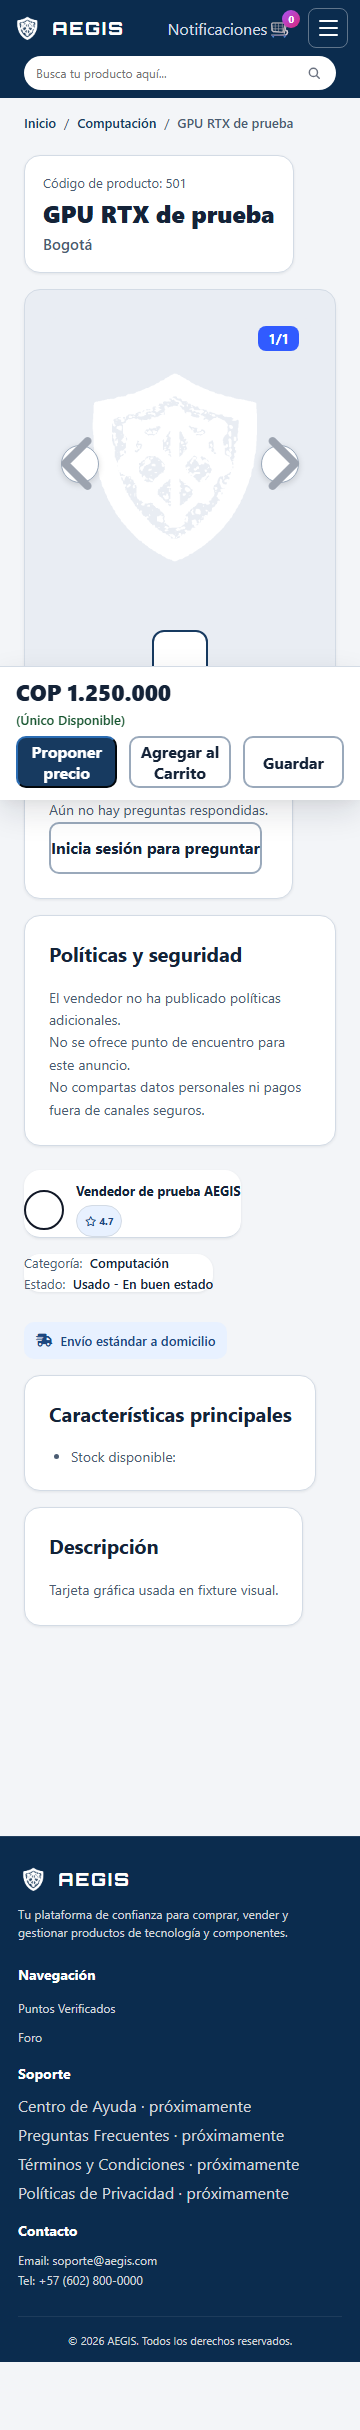 AEGIS
Notificaciones
0
Busca tu producto aquí...
Inicio / Computación / GPU RTX de prueba
Código de producto: 501
GPU RTX de prueba
Bogotá
1/1
COP 1.250.000
(Único Disponible)
Proponer
precio
Agregar al
Carrito
Guardar
Aún no hay preguntas respondidas.
Inicia sesión para preguntar
Políticas y seguridad
El vendedor no ha publicado políticas
adicionales.
No se ofrece punto de encuentro para
este anuncio.
No compartas datos personales ni pagos
fuera de canales seguros.
Vendedor de prueba AEGIS
4.7
Categoría: Computación
Estado: Usado - En buen estado
Envío estándar a domicilio
Características principales
• Stock disponible:
Descripción
Tarjeta gráfica usada en fixture visual.
AEGIS
Tu plataforma de confianza para comprar, vender y
gestionar productos de tecnología y componentes.
Navegación
Puntos Verificados
Foro
Soporte
Centro de Ayuda · próximamente
Preguntas Frecuentes · próximamente
Términos y Condiciones · próximamente
Políticas de Privacidad · próximamente
Contacto
Email: soporte@aegis.com
Tel: +57 (602) 800-0000
© 2026 AEGIS. Todos los derechos reservados.